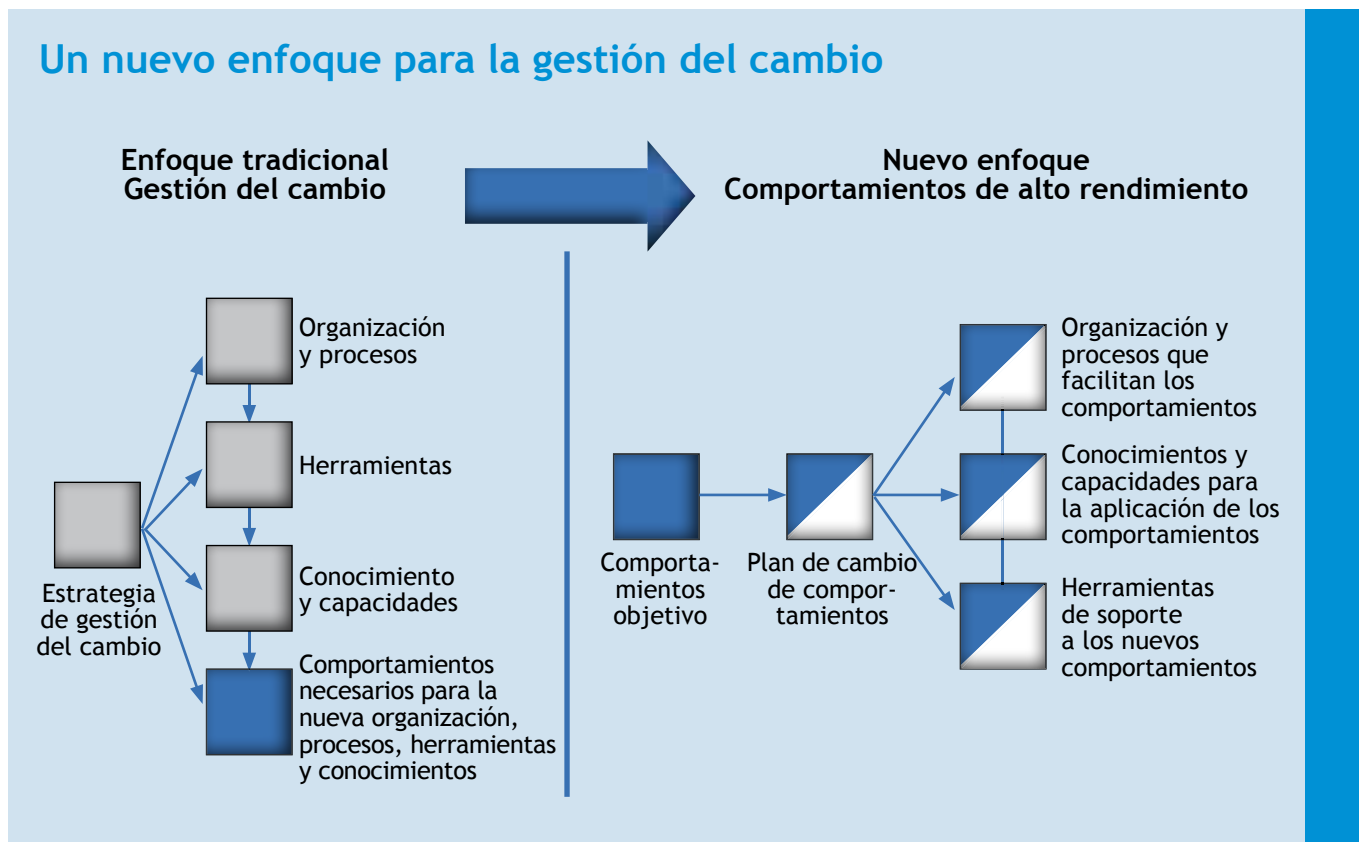 Un nuevo enfoque para la gestión del cambio
Enfoque tradicional
Gestión del cambio
Nuevo enfoque
Comportamientos de alto rendimiento
Organización
y procesos
Herramientas
Estrategia
de gestión
del cambio
Conocimiento
y capacidades
Comportamientos
necesarios para la
nueva organización,
procesos, herramientas
y conocimientos
Comporta-
mientos
objetivo
Plan de cambio
de compor-
tamientos
Organización y
procesos que
facilitan los
comportamientos
Conocimientos y
capacidades para
la aplicación de los
comportamientos
Herramientas
de soporte
a los nuevos
comportamientos